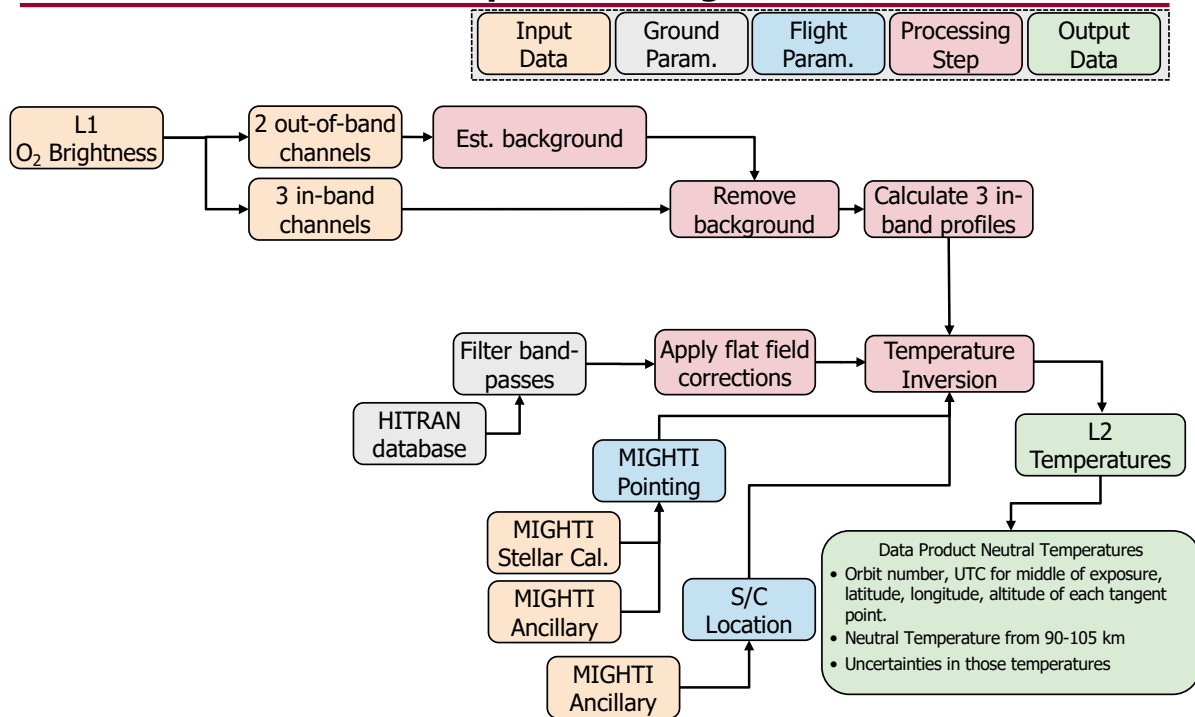 Input
Data
Ground
Param.
Flight
Param.
Processing
Step
Output
Data
L1
O₂ Brightness
2 out-of-band
channels
Est. background
3 in-band
channels
Remove
background
Calculate 3 in-
band profiles
Filter band-
passes
Apply flat field
corrections
Temperature
Inversion
HITRAN
database
MIGHTI
Pointing
L2
Temperatures
MIGHTI
Stellar Cal.
MIGHTI
Ancillary
S/C
Location
MIGHTI
Ancillary
Data Product Neutral Temperatures
• Orbit number, UTC for middle of exposure,
latitude, longitude, altitude of each tangent
point.
• Neutral Temperature from 90-105 km
• Uncertainties in those temperatures